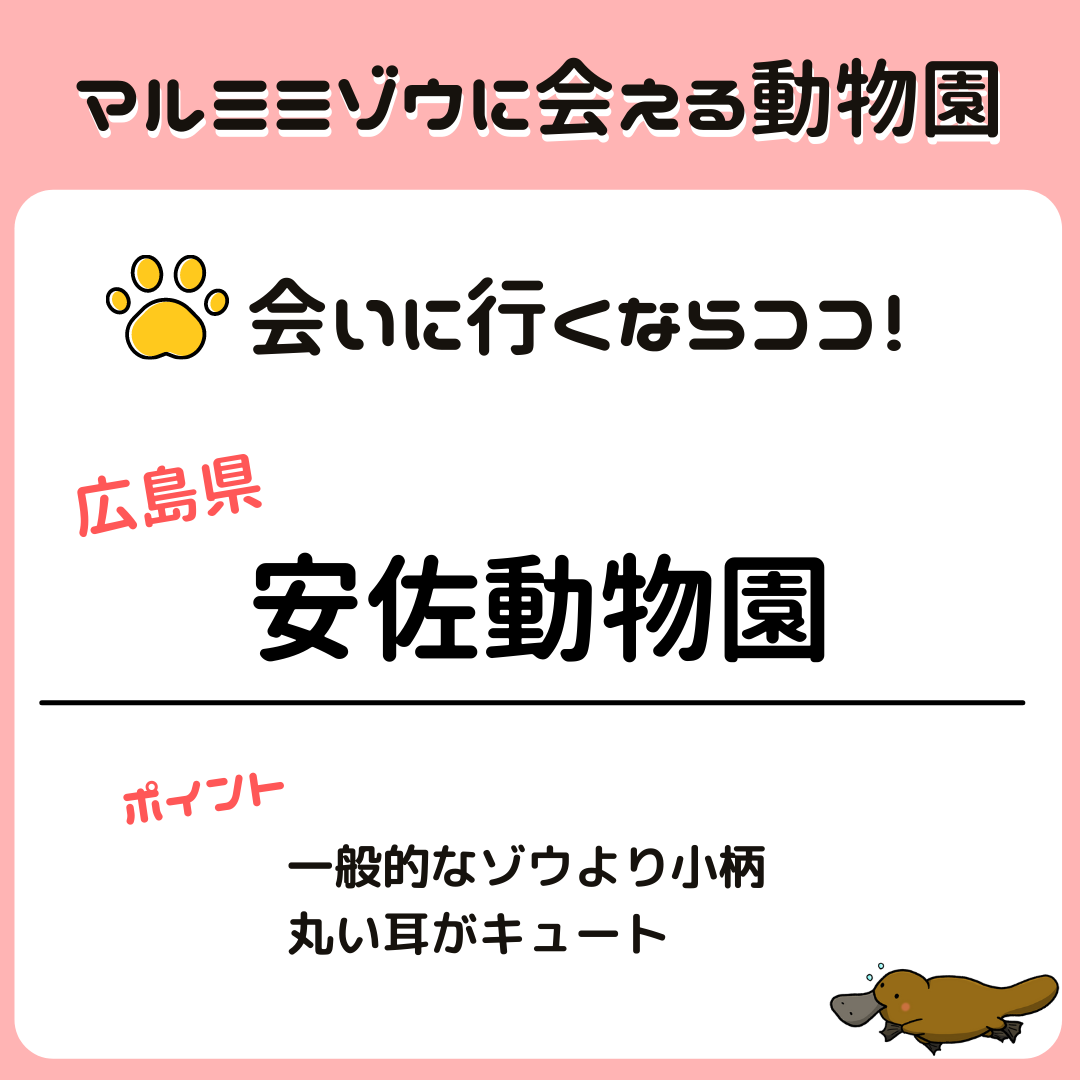 マルミミゾウに会える動物園
会いに行くならココ!
広島県
安佐動物園
ポイント
一般的なゾウより小柄
丸い耳がキュート